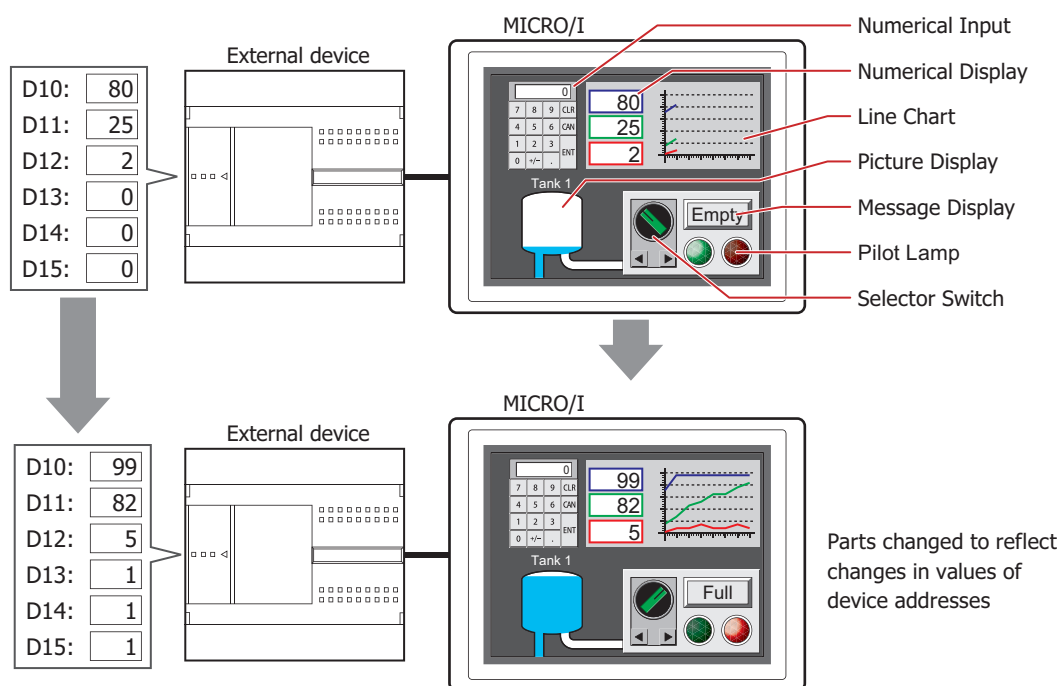 MICRO/I
Numerical Input
External device
Numerical Display
D10: 80
D11: 25
D12: 2
D13: 0
D14: 0
D15: 0
0
7 8 9 CLR
4 5 6 CAN
1 2 3
0 +/- . ENT
80
25
2
Line Chart
Picture Display
Tank 1
Empty
Message Display
Pilot Lamp
Selector Switch
MICRO/I
External device
D10: 99
D11: 82
D12: 5
D13: 1
D14: 1
D15: 1
0
7 8 9 CLR
4 5 6 CAN
1 2 3
0 +/- . ENT
99
82
5
Tank 1
Full
Parts changed to reflect
changes in values of
device addresses